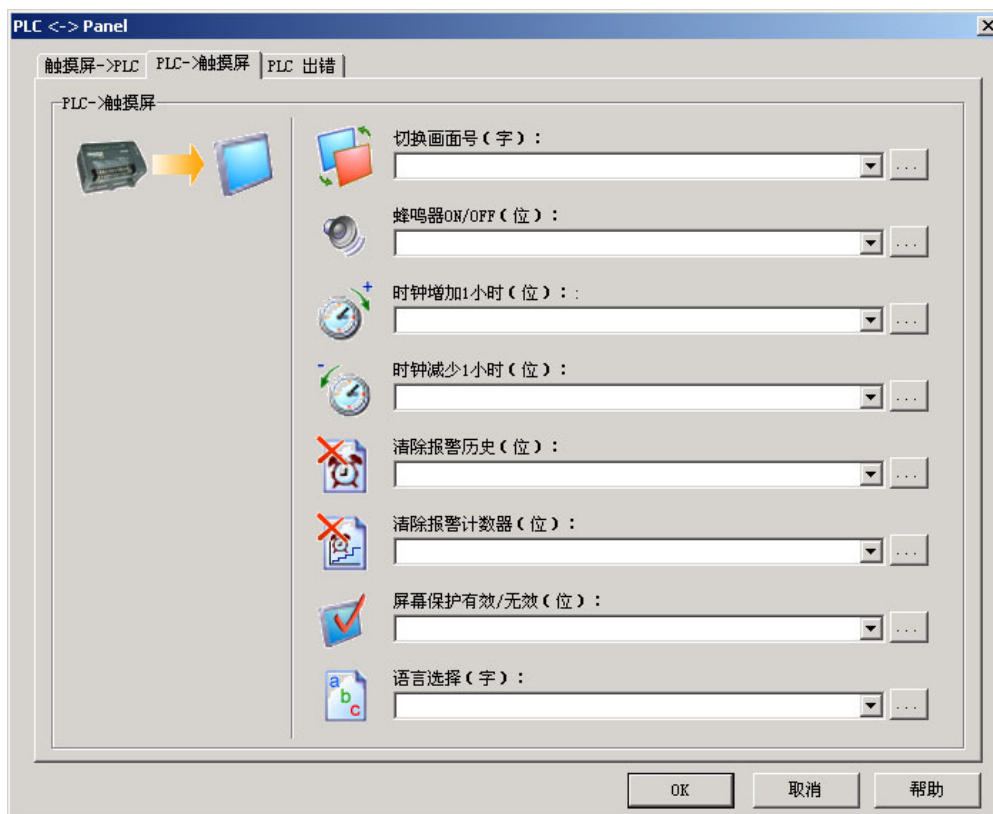 PLC <-> Panel
触摸屏->PLC PLC->触摸屏 PLC 出错
PLC->触摸屏
切换画面号(字):
...
蜂鸣器ON/OFF(位):
...
时钟增加1小时(位)::
+
...
时钟减少1小时(位):
-
...
清除报警历史(位):
...
清除报警计数器(位):
...
屏幕保护有效/无效(位):
...
语言选择(字):
a
b
c
...
OK 取消 帮助